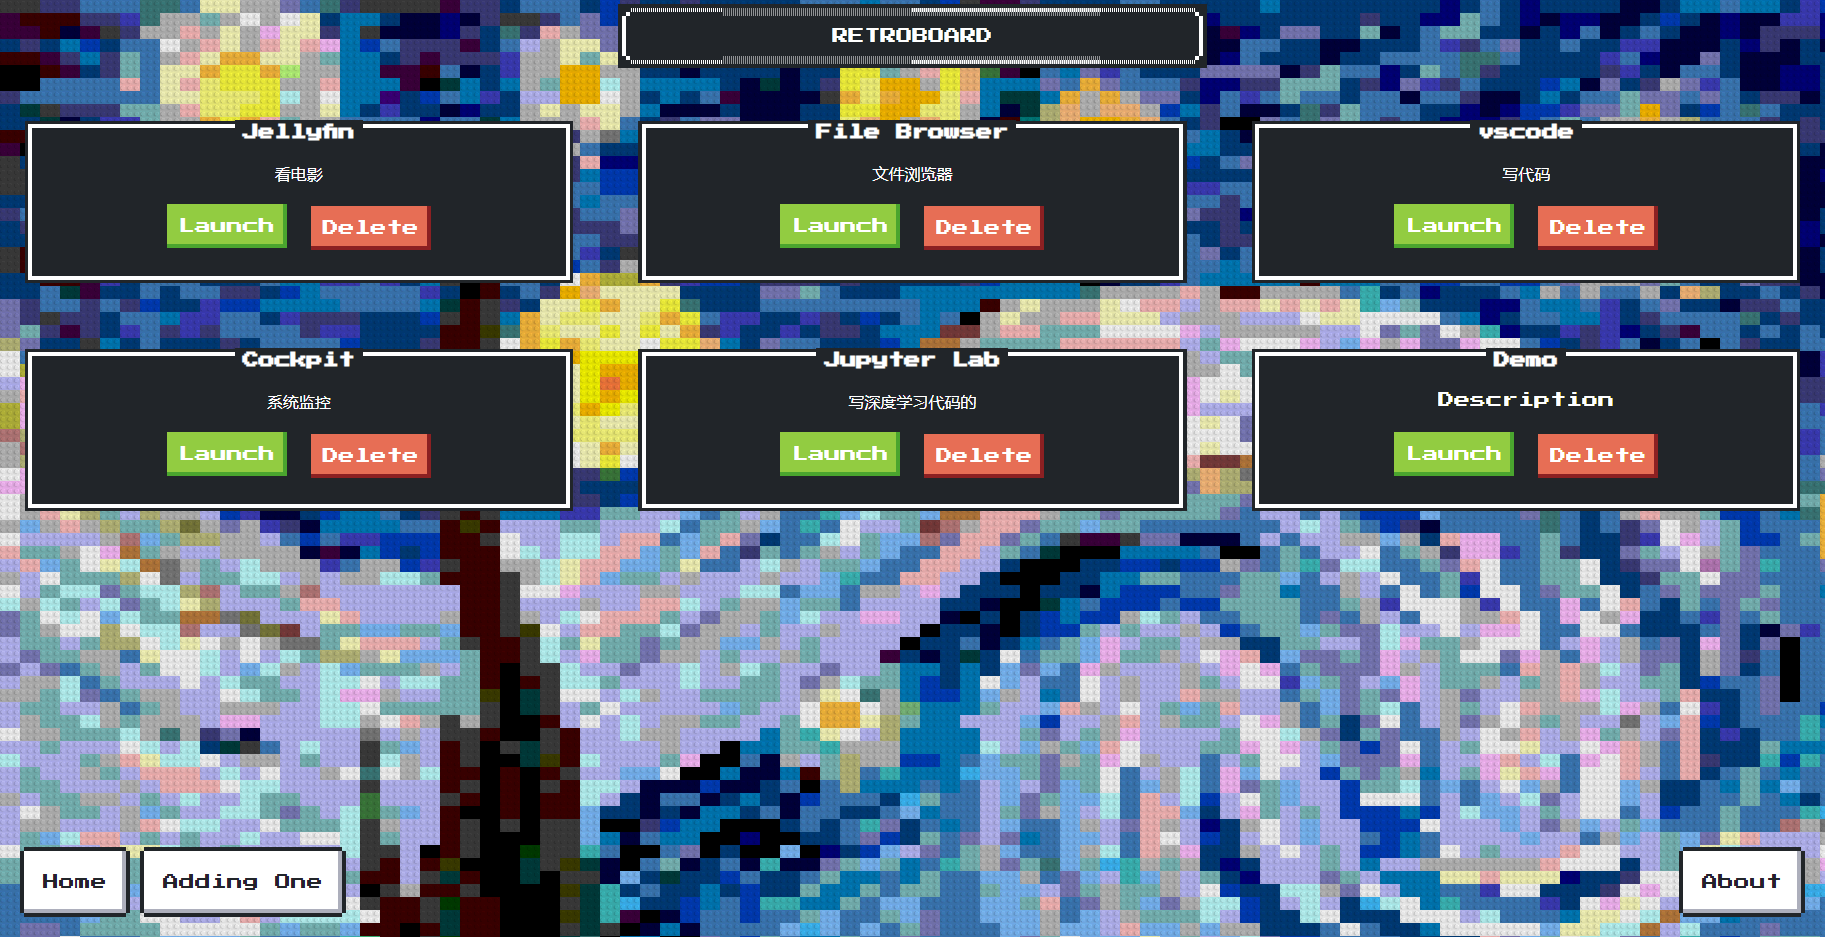 RETROBOARD
Jellyfin
看电影
Launch
Delete
File Browser
文件浏览器
Launch
Delete
vscode
写代码
Launch
Delete
Cockpit
系统监控
Launch
Delete
Jupyter Lab
写深度学习代码的
Launch
Delete
Demo
Description
Launch
Delete
Home
Adding One
About